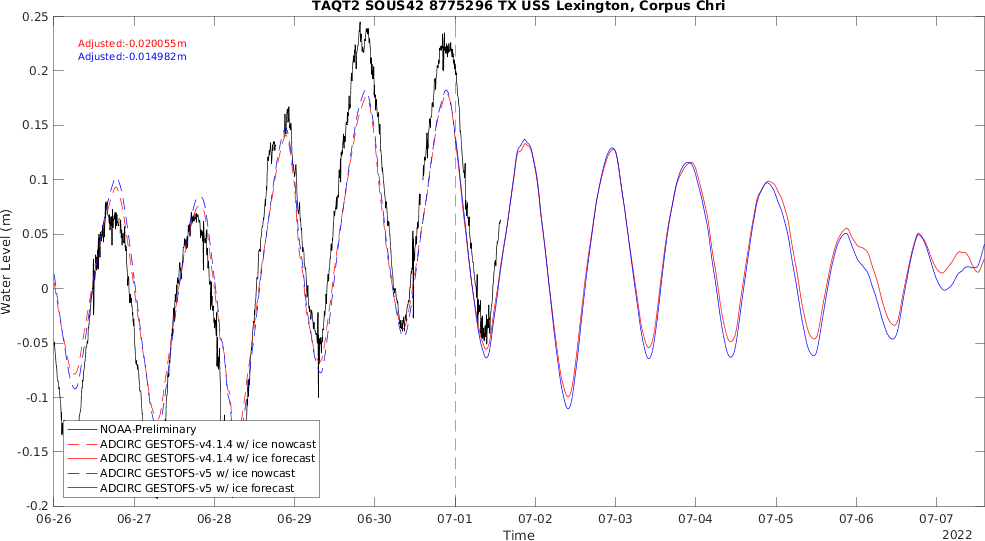 TAQT2 SOUS42 8775296 TX USS Lexington, Corpus Chri
Adjusted:-0.020055m
Adjusted:-0.014982m
Water Level (m)
0.25
0.2
0.15
0.1
0.05
0
-0.05
-0.1
-0.15
-0.2
NOAA-Preliminary
ADCIRC GESTOFS-v4.1.4 w/ ice nowcast
ADCIRC GESTOFS-v4.1.4 w/ ice forecast
ADCIRC GESTOFS-v5 w/ ice nowcast
ADCIRC GESTOFS-v5 w/ ice forecast
06-26 06-27 06-28 06-29 06-30 07-01 07-02 07-03 07-04 07-05 07-06 07-07
Time
2022